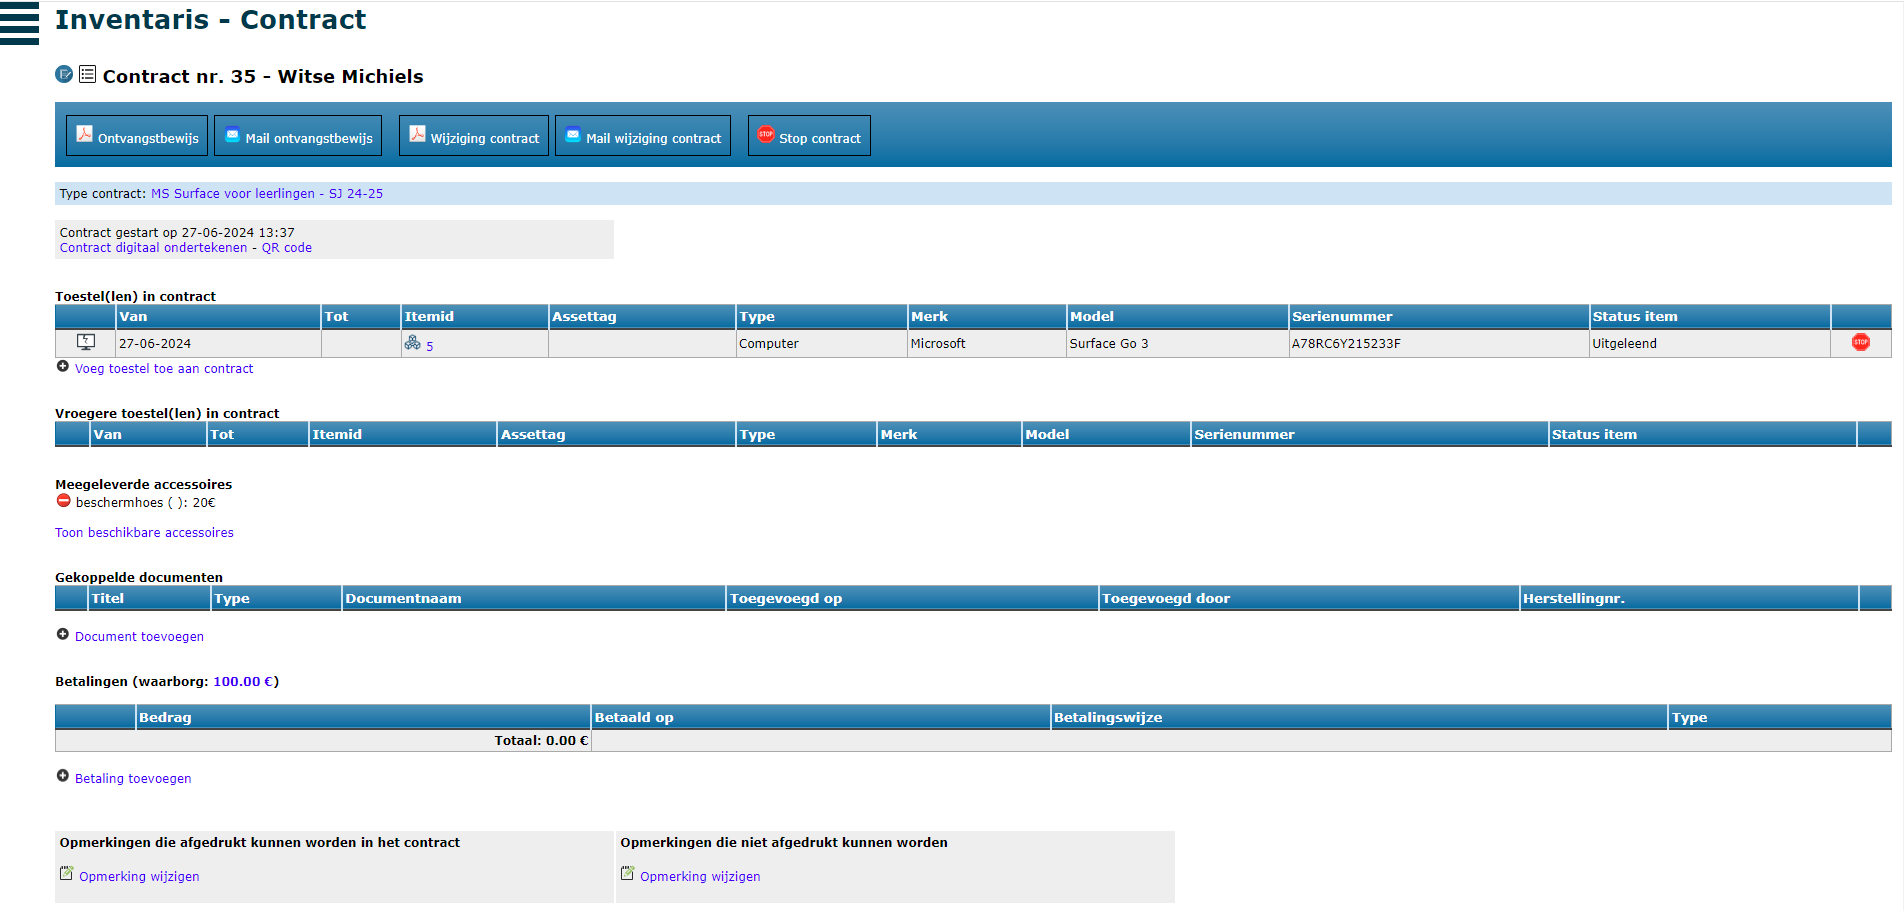 Inventaris - Contract
Contract nr. 35 - Witse Michiels
Ontvangstbewijs Mail ontvangstbewijs Wijziging contract Mail wijziging contract STOP Stop contract
Type contract: MS Surface voor leerlingen - SJ 24-25
Contract gestart op 27-06-2024 13:37
Contract digitaal ondertekenen - QR code
Toestel(len) in contract
Van Tot Itemid Assettag Type Merk Model Serienummer Status item
27-06-2024 5 Computer Microsoft Surface Go 3 A78RC6Y215233F Uitgeleend STOP
Voeg toestel toe aan contract
Vroegere toestel(len) in contract
Van Tot Itemid Assettag Type Merk Model Serienummer Status item
Meegeleverde accessoires
beschermhoes ( ): 20€
Toon beschikbare accessoires
Gekoppelde documenten
Titel Type Documentnaam Toegevoegd op Toegevoegd door Herstellingnr.
Document toevoegen
Betalingen (waarborg: 100.00 €)
Bedrag Betaald op Betalingswijze Type
Totaal: 0.00 €
Betaling toevoegen
Opmerkingen die afgedrukt kunnen worden in het contract Opmerkingen die niet afgedrukt kunnen worden
Opmerking wijzigen Opmerking wijzigen